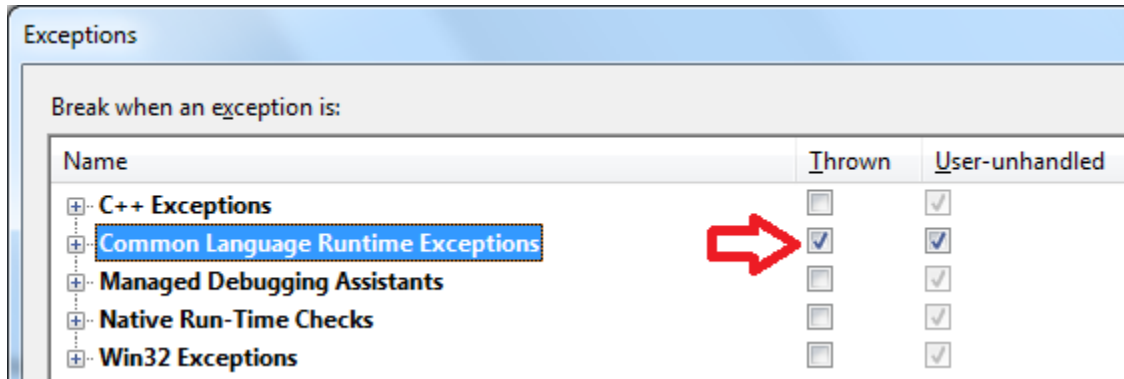 Exceptions
Break when an exception is:
Name Thrown User-unhandled
C++ Exceptions
Common Language Runtime Exceptions
Managed Debugging Assistants
Native Run-Time Checks
Win32 Exceptions